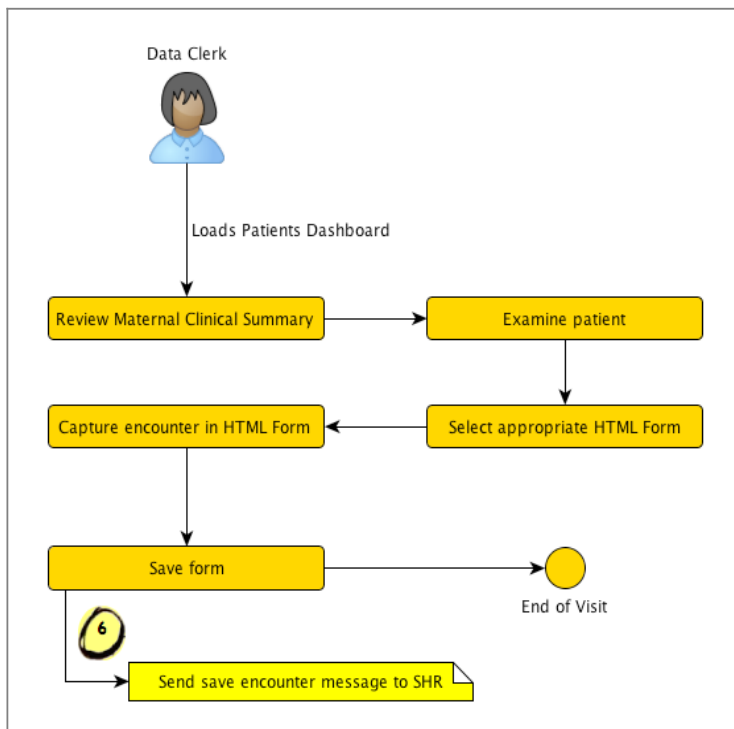 Data Clerk
Loads Patients Dashboard
Review Maternal Clinical Summary
Examine patient
Capture encounter in HTML Form
Select appropriate HTML Form
Save form
End of Visit
6
Send save encounter message to SHR